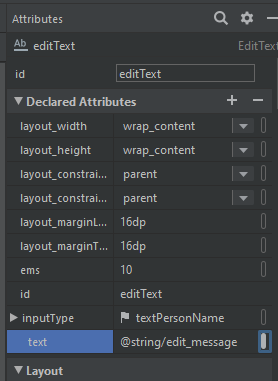 Attributes
Ab editText EditText
id editText
Declared Attributes
layout_width wrap_content
layout_height wrap_content
layout_constrai... parent
layout_constrai... parent
layout_marginL... 16dp
layout_marginT... 16dp
ems 10
id editText
inputType textPersonName
text @string/edit_message
Layout